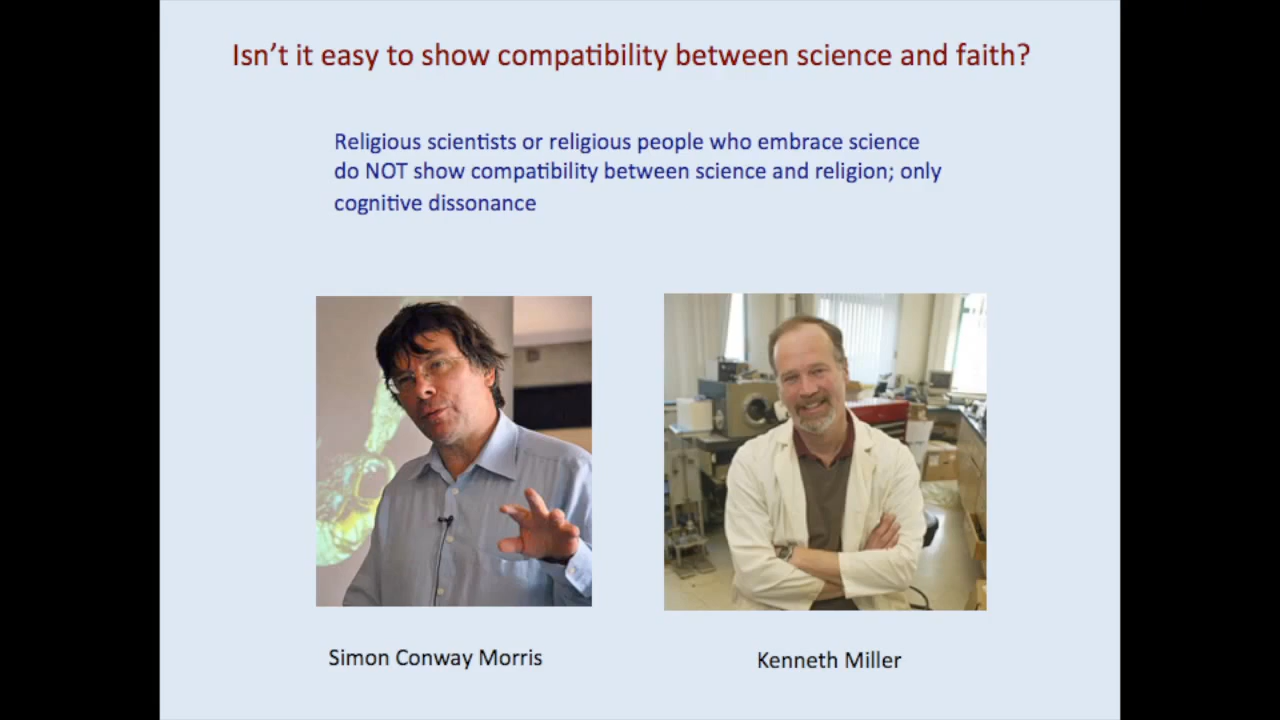 Isn't it easy to show compatibility between science and faith?
Religious scientists or religious people who embrace science
do NOT show compatibility between science and religion; only
cognitive dissonance
Simon Conway Morris
Kenneth Miller